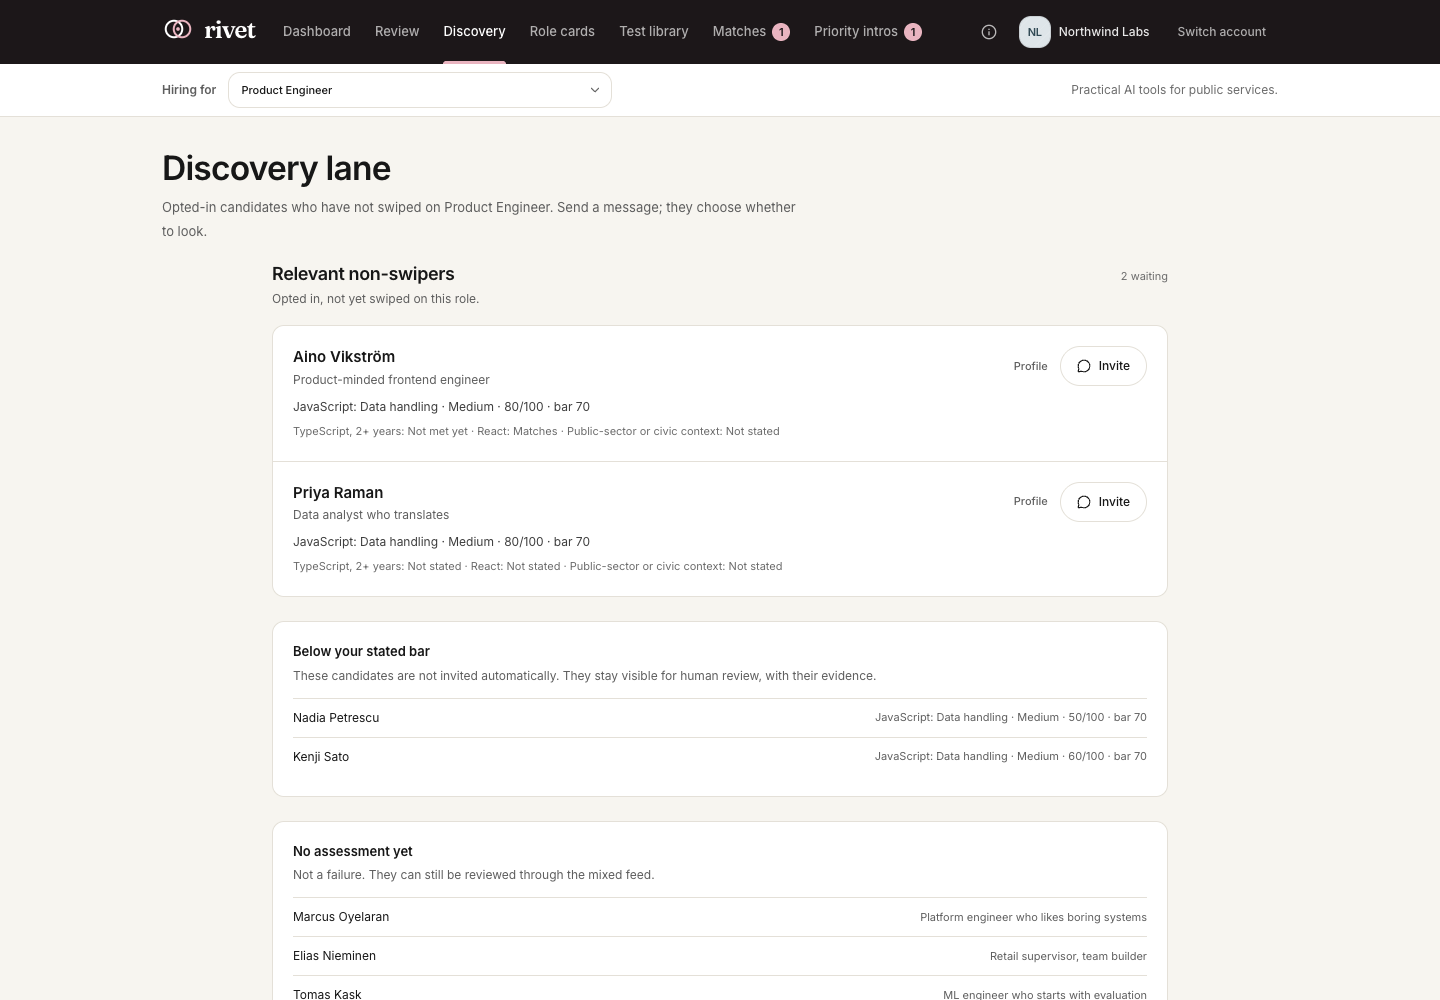 rivet
Dashboard
Review
Discovery
Role cards
Test library
Matches 1
Priority intros 1
NL
Northwind Labs
Switch account
Hiring for
Product Engineer
Practical AI tools for public services.
Discovery lane
Opted-in candidates who have not swiped on Product Engineer. Send a message; they choose whether
to look.
Relevant non-swipers
2 waiting
Opted in, not yet swiped on this role.
Aino Vikström
Profile
Invite
Product-minded frontend engineer
JavaScript: Data handling · Medium · 80/100 · bar 70
TypeScript, 2+ years: Not met yet · React: Matches · Public-sector or civic context: Not stated
Priya Raman
Profile
Invite
Data analyst who translates
JavaScript: Data handling · Medium · 80/100 · bar 70
TypeScript, 2+ years: Not stated · React: Not stated · Public-sector or civic context: Not stated
Below your stated bar
These candidates are not invited automatically. They stay visible for human review, with their evidence.
Nadia Petrescu
JavaScript: Data handling · Medium · 50/100 · bar 70
Kenji Sato
JavaScript: Data handling · Medium · 60/100 · bar 70
No assessment yet
Not a failure. They can still be reviewed through the mixed feed.
Marcus Oyelaran
Platform engineer who likes boring systems
Elias Nieminen
Retail supervisor, team builder
Tomas Kask
ML engineer who starts with evaluation